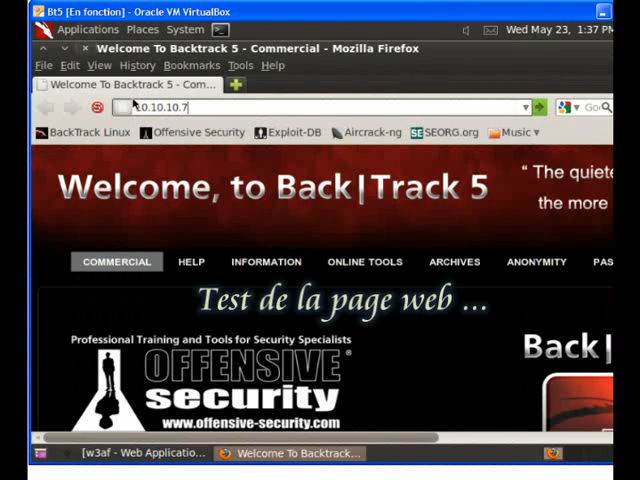 Bt5 [En fonction] - Oracle VM VirtualBox
Applications Places System Wed May 23, 1:37 PM
Welcome To Backtrack 5 - Commercial - Mozilla Firefox
File Edit View History Bookmarks Tools Help
Welcome To Backtrack 5 - Com...
10.10.10.7
BackTrack Linux Offensive Security Exploit-DB Aircrack-ng SEORG.org Music
Welcome, to Back|Track 5
“ The quiete
the more
COMMERCIAL HELP INFORMATION ONLINE TOOLS ARCHIVES ANONYMITY PAS
Test de la page web ...
Professional Training and Tools for Security Specialists
OFFENSIVE®
security
www.offensive-security.com
Back|
[w3af - Web Applicatio... Welcome To Backtrack...